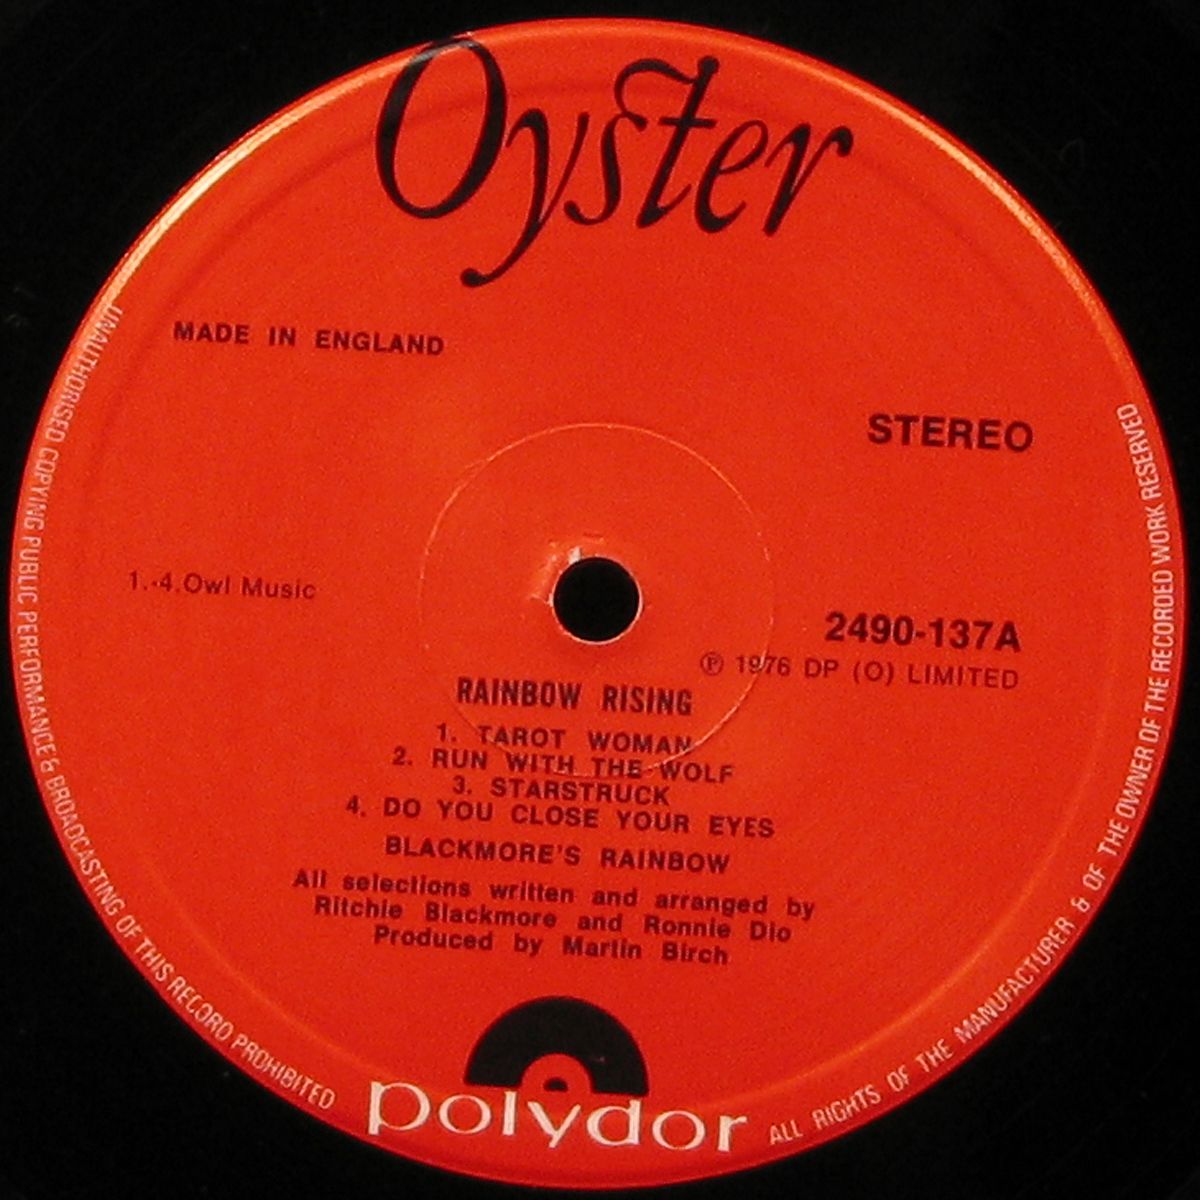 Oyster
MADE IN ENGLAND
STEREO
1.-4.Owl Music
2490-137A
℗ 1976 DP (O) LIMITED
RAINBOW RISING
1. TAROT WOMAN
2. RUN WITH THE WOLF
3. STARSTRUCK
4. DO YOU CLOSE YOUR EYES
BLACKMORE'S RAINBOW
All selections written and arranged by
Ritchie Blackmore and Ronnie Dio
Produced by Martin Birch
polydor
UNAUTHORISED COPYING PUBLIC PERFORMANCE & BROADCASTING OF THIS RECORD PROHIBITED
ALL RIGHTS OF THE MANUFACTURER & OF THE OWNER OF THE RECORDED WORK RESERVED